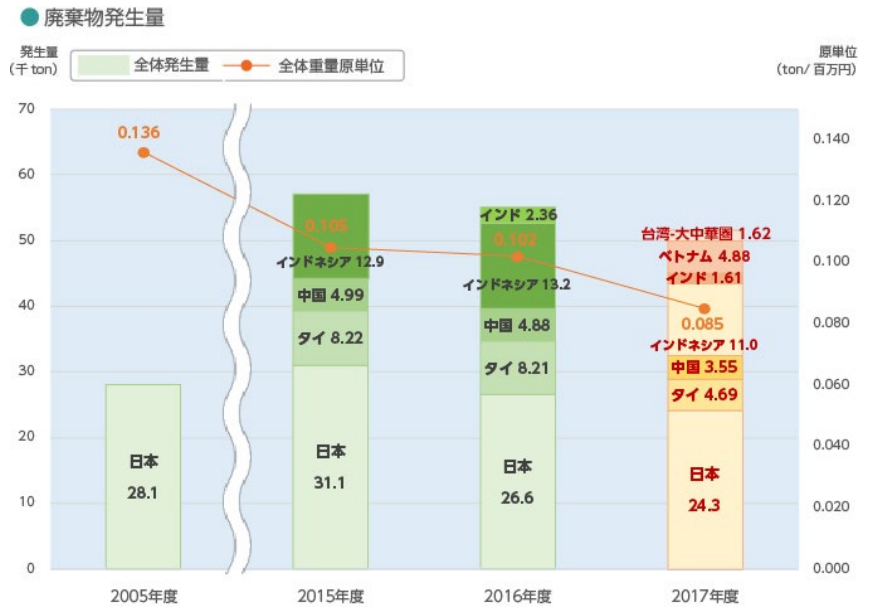 廃棄物発生量
発生量
(千 ton)
全体発生量
全体重量原単位
原単位
(ton/ 百万円)
70
60
50
40
30
20
10
0
0.140
0.120
0.100
0.080
0.060
0.040
0.020
0.000
0.136
日本
28.1
2005年度
0.105
インドネシア 12.9
中国 4.99
タイ 8.22
日本
31.1
2015年度
インド 2.36
0.102
インドネシア 13.2
中国 4.88
タイ 8.21
日本
26.6
2016年度
台湾-大中華圏 1.62
ベトナム 4.88
インド 1.61
0.085
インドネシア 11.0
中国 3.55
タイ 4.69
日本
24.3
2017年度